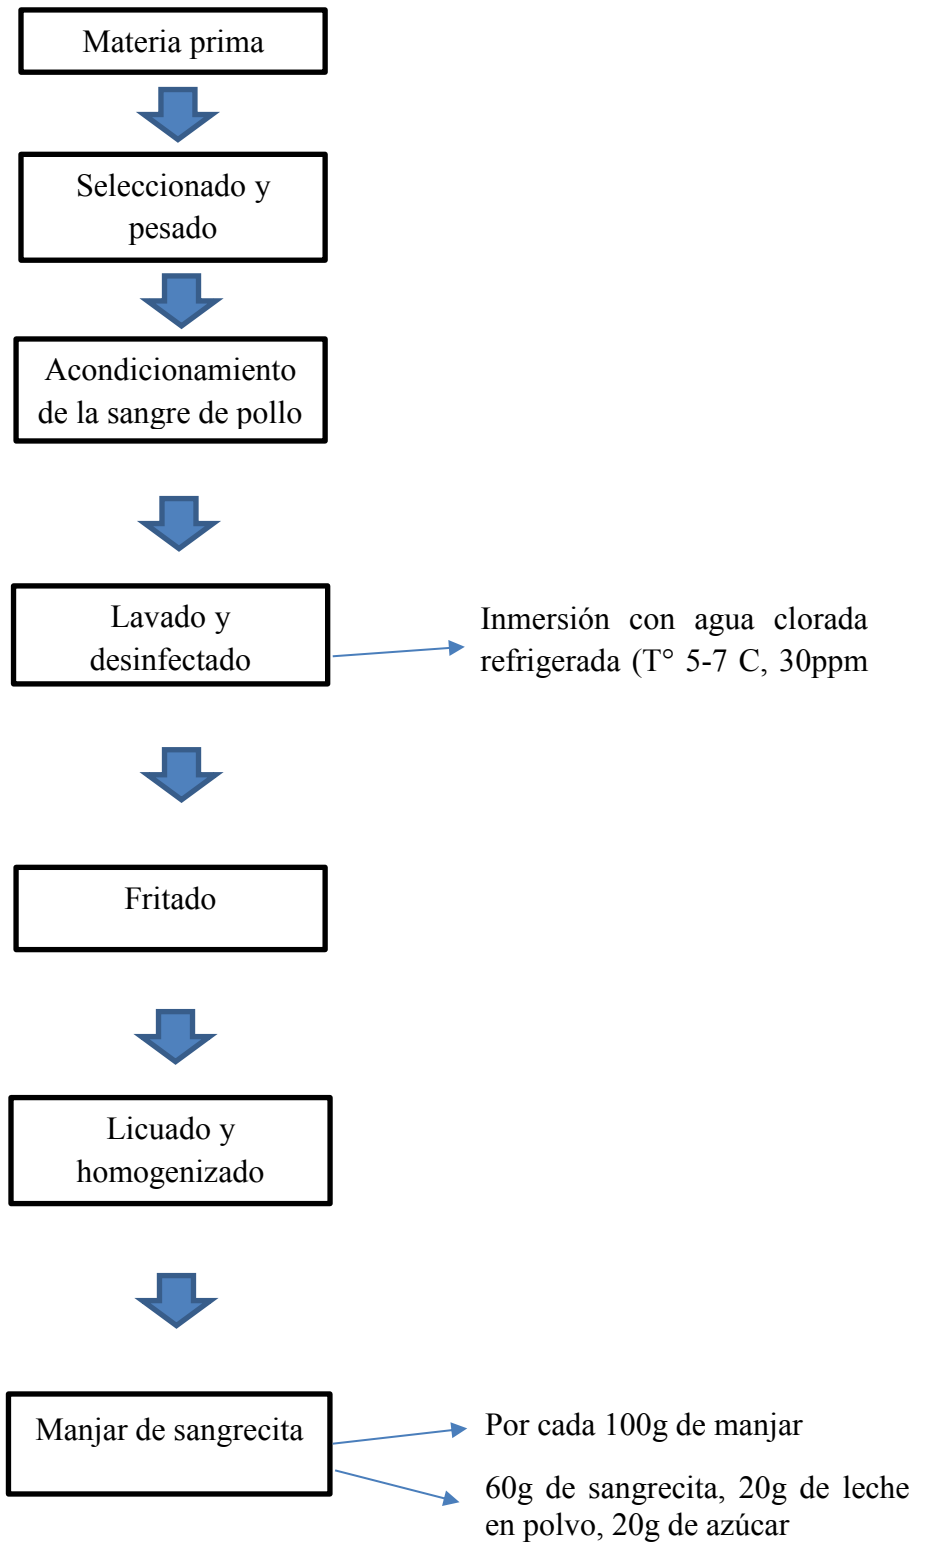 Materia prima
Seleccionado y
pesado
Acondicionamiento
de la sangre de pollo
Lavado y
desinfectado
Inmersión con agua clorada
refrigerada (T° 5-7 C, 30ppm
Fritado
Licuado y
homogenizado
Manjar de sangrecita
Por cada 100g de manjar
60g de sangrecita, 20g de leche
en polvo, 20g de azúcar